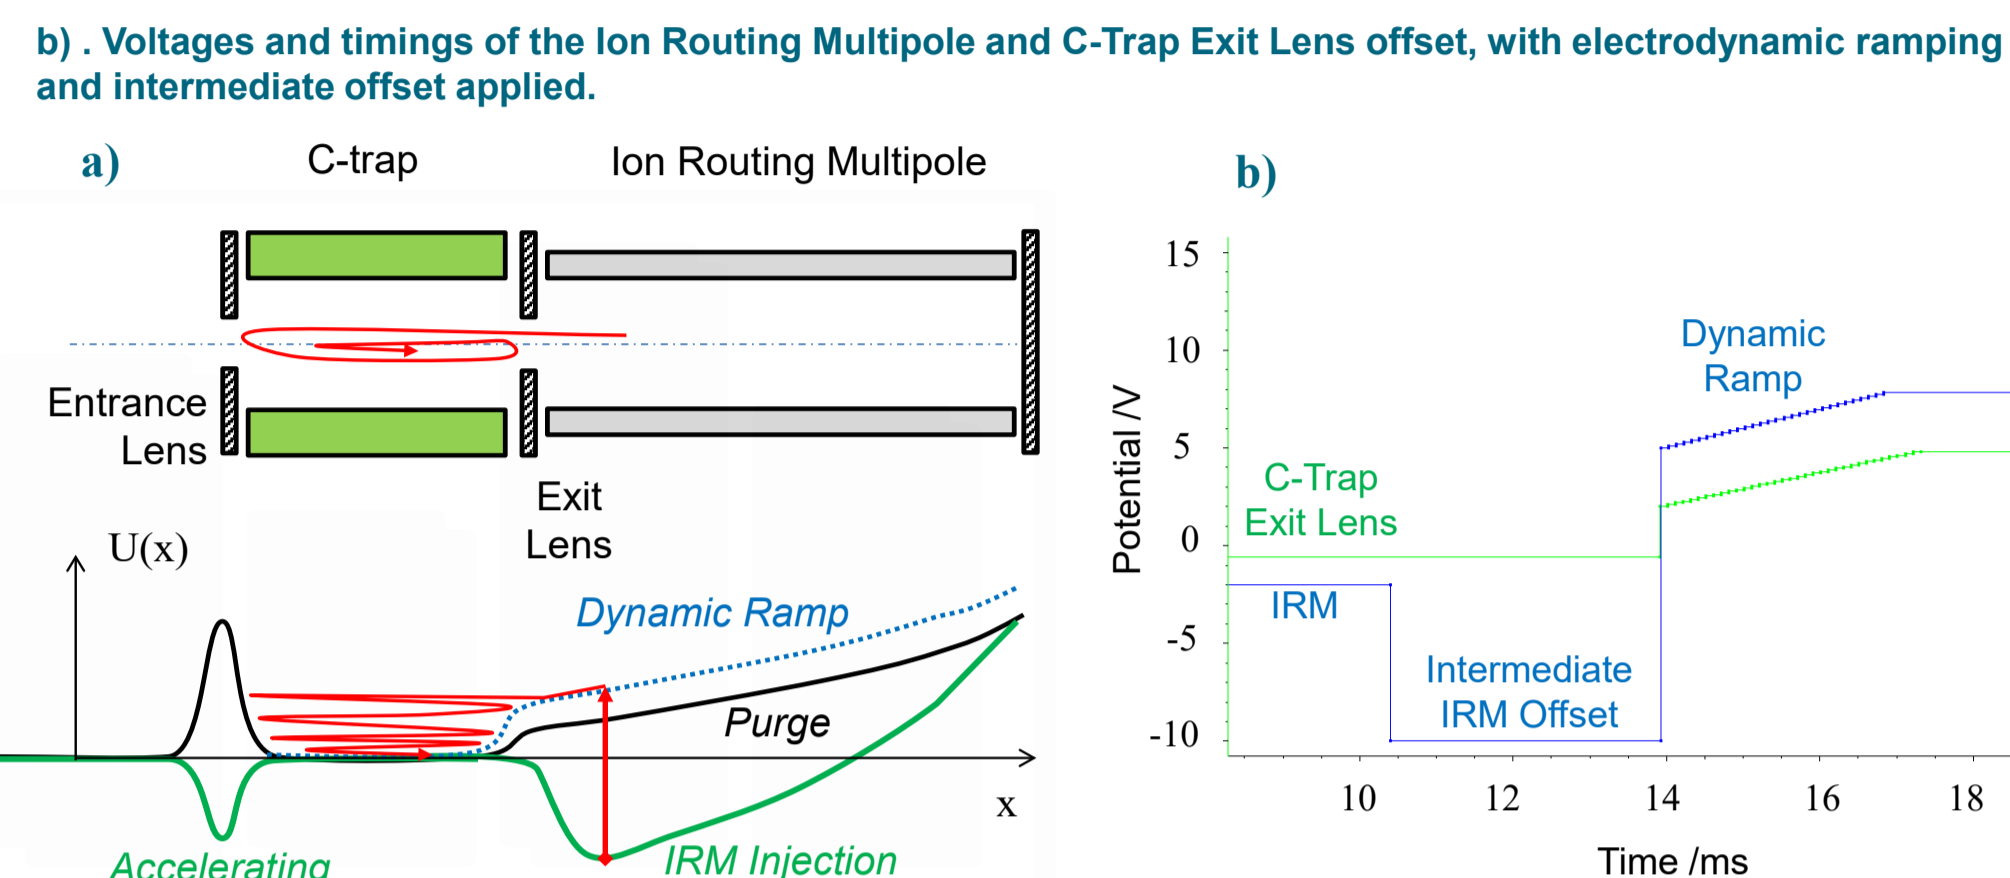 b) . Voltages and timings of the Ion Routing Multipole and C-Trap Exit Lens offset, with electrodynamic ramping
and intermediate offset applied.
a)
C-trap
Ion Routing Multipole
Entrance
Lens
Exit
Lens
U(x)
Dynamic Ramp
Purge
x
Accelerating
IRM Injection
b)
Potential /V
15
10
5
0
-5
-10
Dynamic
Ramp
C-Trap
Exit Lens
IRM
Intermediate
IRM Offset
10
12
14
16
18
Time /ms